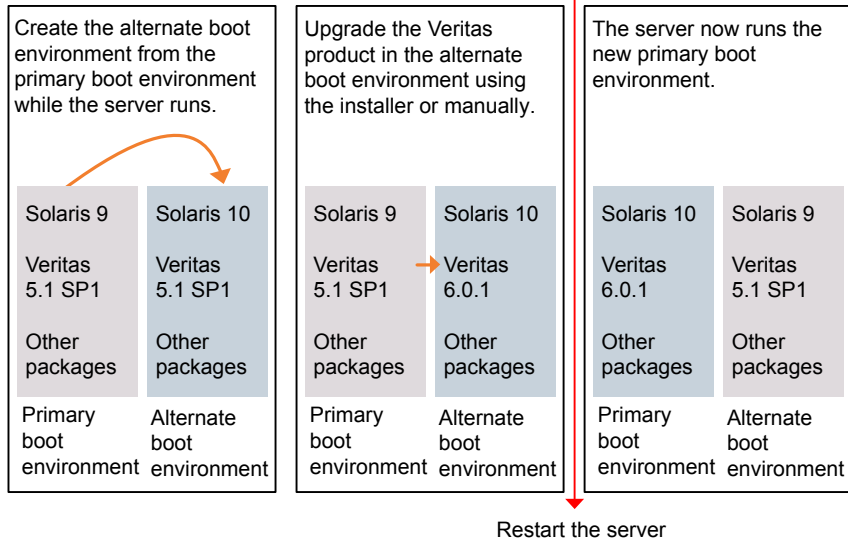 Create the alternate boot
environment from the
primary boot environment
while the server runs.
Solaris 9
Veritas
5.1 SP1
Other
packages
Primary
boot
environment
Solaris 10
Veritas
5.1 SP1
Other
packages
Alternate
boot
environment
Upgrade the Veritas
product in the alternate
boot environment using
the installer or manually.
Solaris 9
Veritas
5.1 SP1
Other
packages
Primary
boot
environment
Solaris 10
Veritas
6.0.1
Other
packages
Alternate
boot
environment
The server now runs the
new primary boot
environment.
Solaris 10
Veritas
6.0.1
Other
packages
Primary
boot
environment
Solaris 9
Veritas
5.1 SP1
Other
packages
Alternate
boot
environment
Restart the server